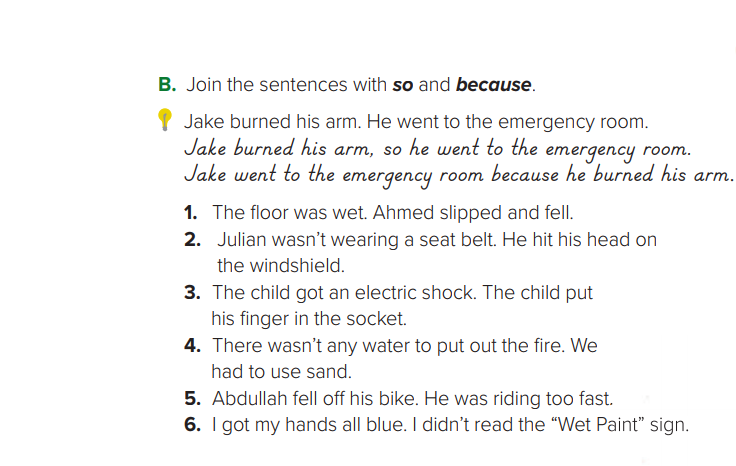 B. Join the sentences with so and because.
Jake burned his arm. He went to the emergency room.
Jake burned his arm, so he went to the emergency room.
Jake went to the emergency room because he burned his arm.
1. The floor was wet. Ahmed slipped and fell.
2. Julian wasn’t wearing a seat belt. He hit his head on
the windshield.
3. The child got an electric shock. The child put
his finger in the socket.
4. There wasn’t any water to put out the fire. We
had to use sand.
5. Abdullah fell off his bike. He was riding too fast.
6. I got my hands all blue. I didn’t read the “Wet Paint” sign.